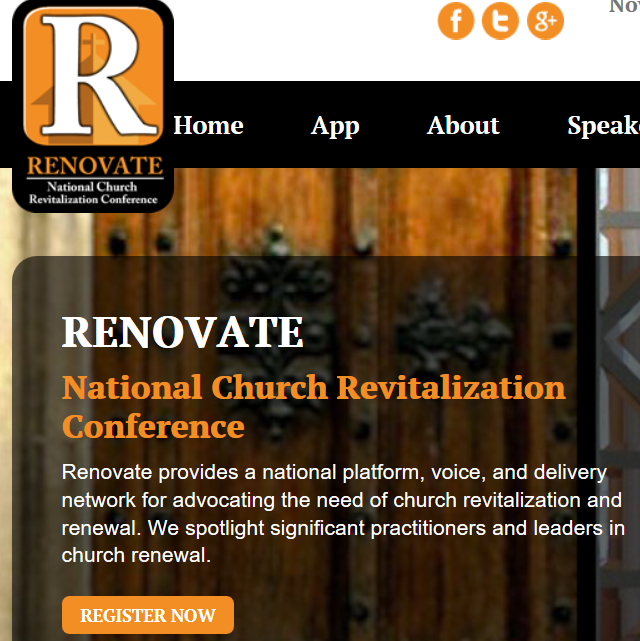 f t g+
Nov
R
RENOVATE
National Church
Revitalization Conference
Home App About Speake
RENOVATE
National Church Revitalization
Conference
Renovate provides a national platform, voice, and delivery
network for advocating the need of church revitalization and
renewal. We spotlight significant practitioners and leaders in
church renewal.
REGISTER NOW